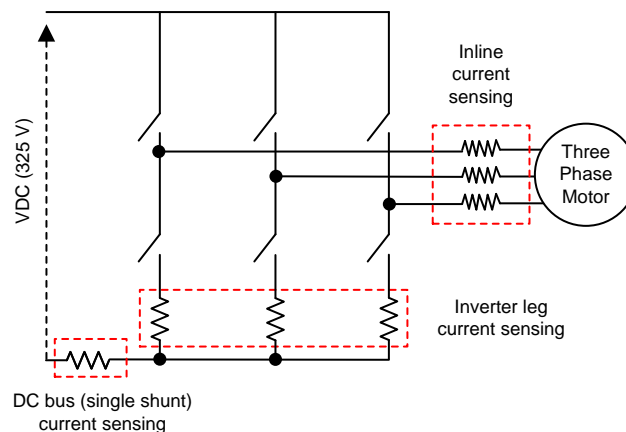 Inline
current
sensing
VDC (325 V)
Three
Phase
Motor
Inverter leg
current sensing
DC bus (single shunt)
current sensing